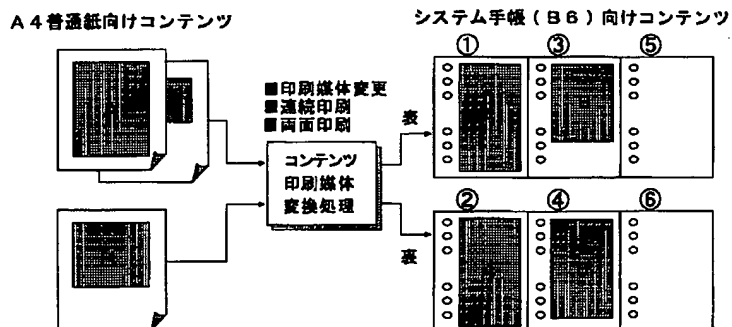 A4普通紙向けコンテンツ
システム手帳(B6)向けコンテンツ
① ③ ⑤
■印刷媒体変更
■連続印刷
■両面印刷
表
コンテンツ
印刷媒体
変換処理
② ④ ⑥
裏